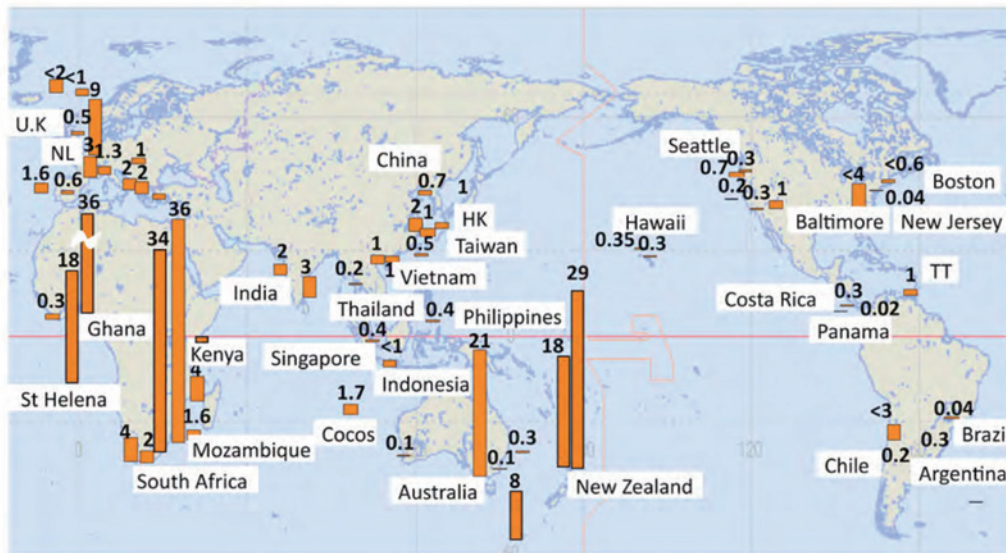 <2 <1
9
U.K 0.5
NL 3 1.3 1
1.6 0.6 2 2
36 36
34
18
0.3
Ghana
St Helena
Kenya
4
1.6
Mozambique
4 2
South Africa
China 0.7 1
2 1 HK
0.5 Taiwan
1 1 Vietnam
2 3
India
0.2
Thailand
0.4
Philippines
0.4
Singapore <1
Indonesia
1.7
Cocos
0.1
21
Australia
0.1 0.3
8
29
18
New Zealand
Hawaii
0.35 0.3
Seattle 0.3
0.7
0.2 0.3 1
<4 <0.6
Boston
0.04
Baltimore New Jersey
1 TT
Costa Rica 0.3
0.02
Panama
<3 0.04
Brazi
Chile 0.3
0.2 Argentina
0 120 60